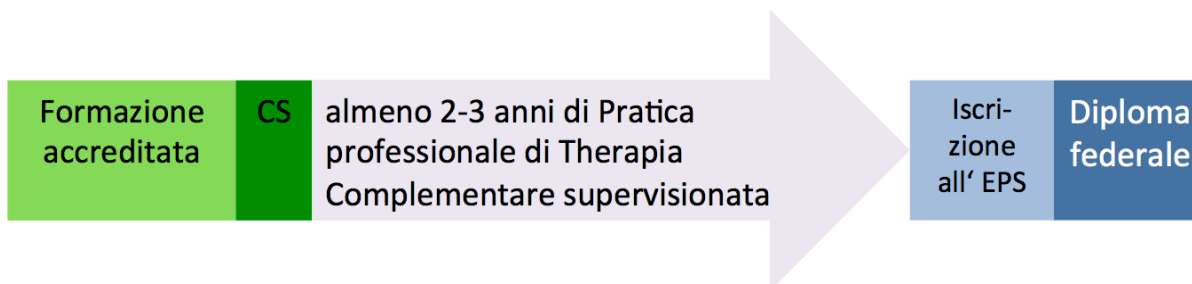 Formazione
accreditata
CS
almeno 2-3 anni di Pratica
professionale di Therapia
Complementare supervisionata
Iscri-
zione
all‘ EPS
Diploma
federale